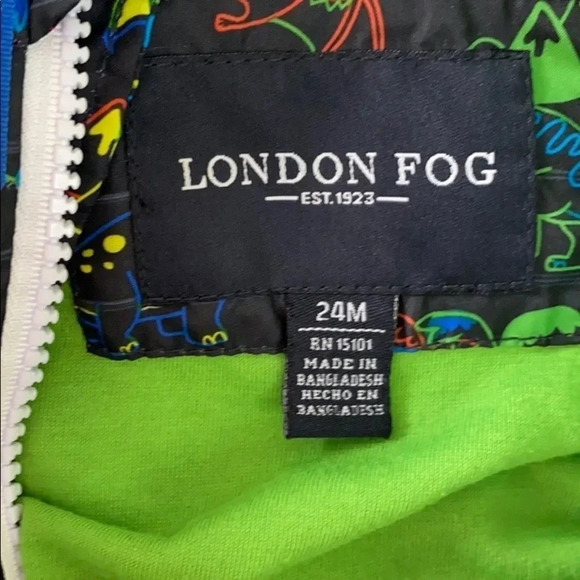 LONDON FOG
EST.1923
24M
RN 15101
MADE IN
BANGLADESH
HECHO EN
BANGLADESH